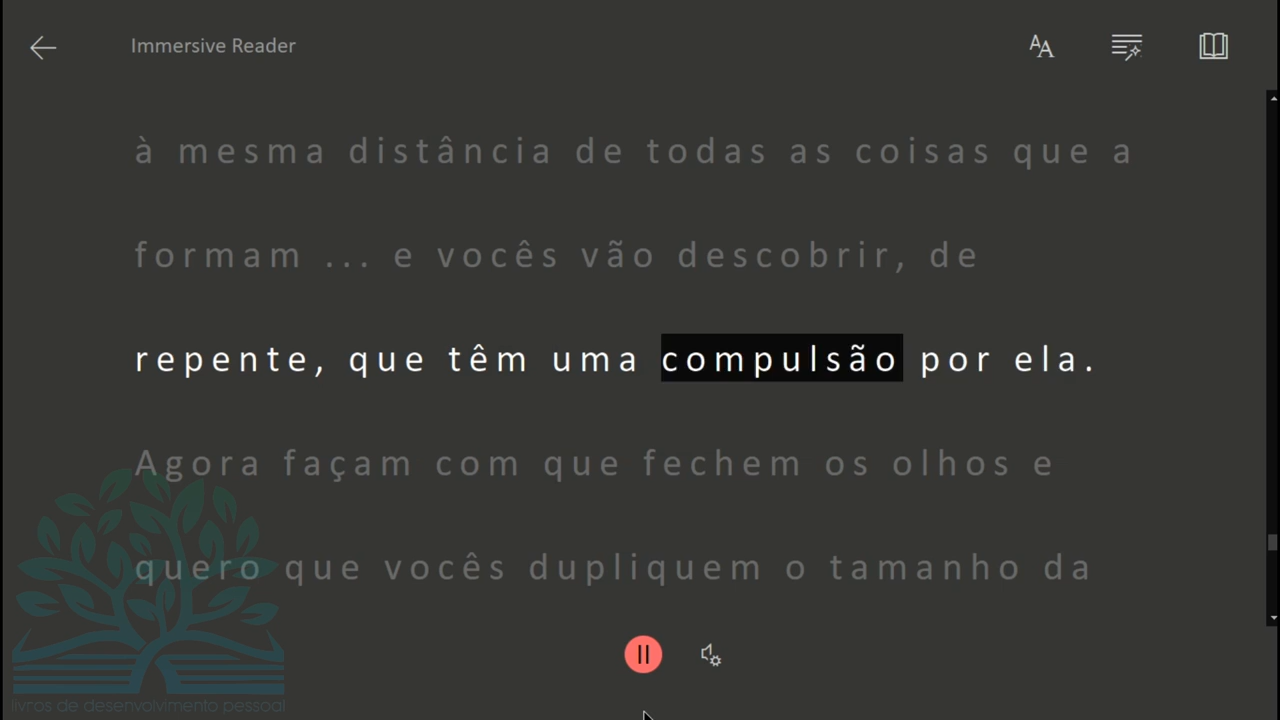 Immersive Reader
à mesma distância de todas as coisas que a
formam ... e vocês vão descobrir, de
repente, que têm uma compulsão por ela.
Agora façam com que fechem os olhos e
quero que vocês dupliquem o tamanho da
livros de desenvolvimento pessoal